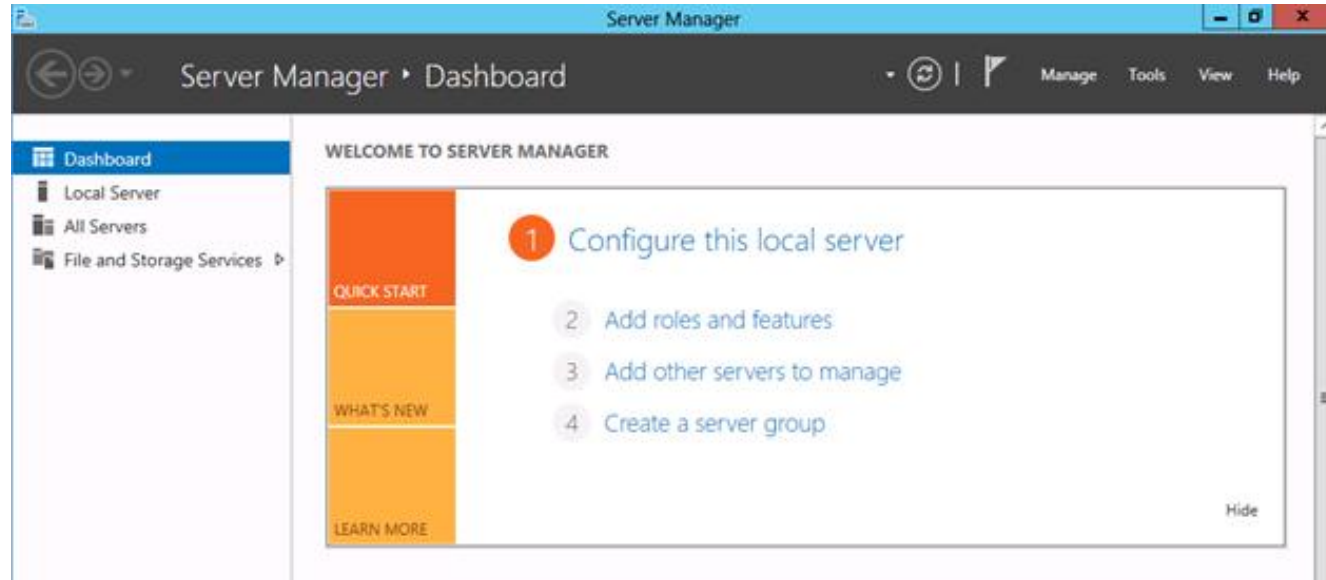 Server Manager
Server Manager ‣ Dashboard
Manage Tools View Help
Dashboard
Local Server
All Servers
File and Storage Services
WELCOME TO SERVER MANAGER
QUICK START
WHAT'S NEW
LEARN MORE
1 Configure this local server
2 Add roles and features
3 Add other servers to manage
4 Create a server group
Hide